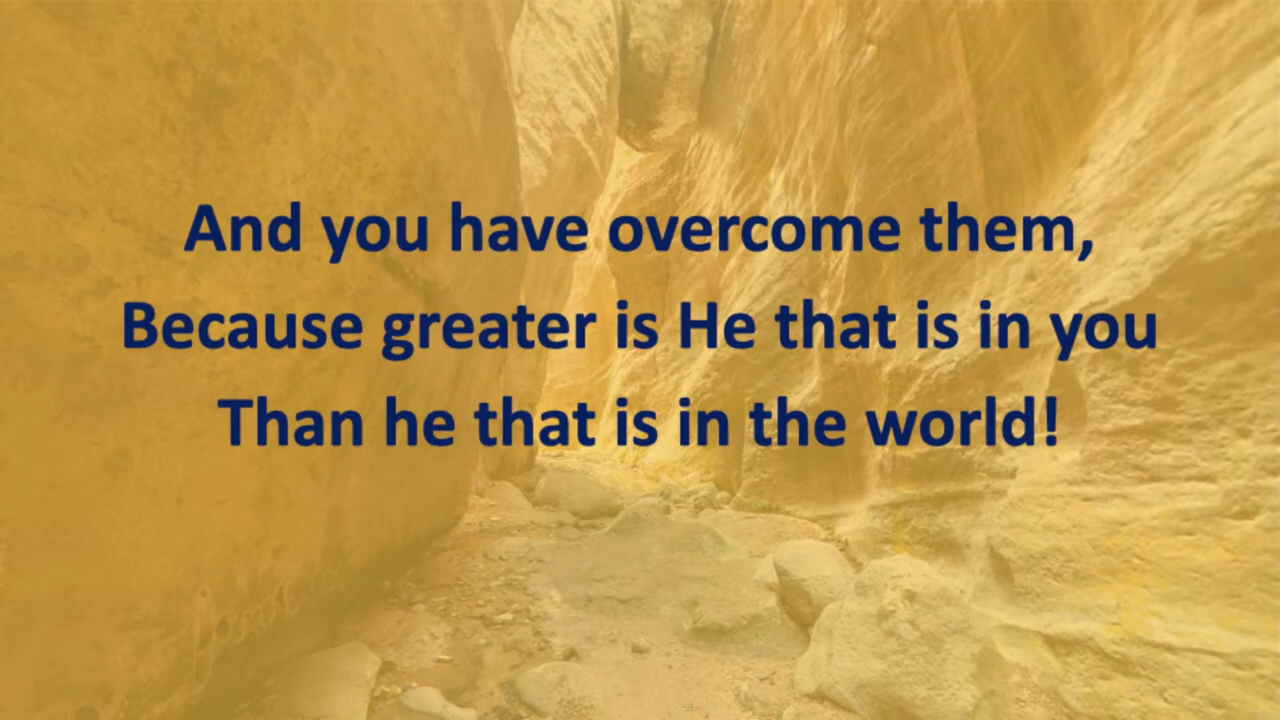 And you have overcome them,
Because greater is He that is in you
Than he that is in the world!